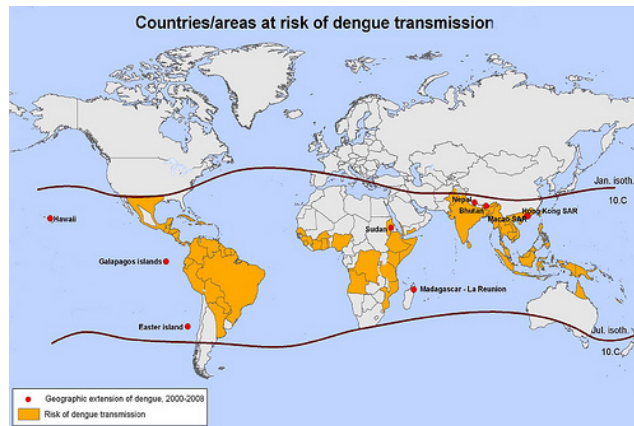 Countries/areas at risk of dengue transmission
Jan. isoth.
10.C
Hawaii
Nepal
Bhutan
Hong Kong SAR
Macao SAR
Sudan
Galapagos islands
Madagascar - La Reunion
Easter island
Jul. isoth.
10.C
Geographic extension of dengue, 2000-2008
Risk of dengue transmission